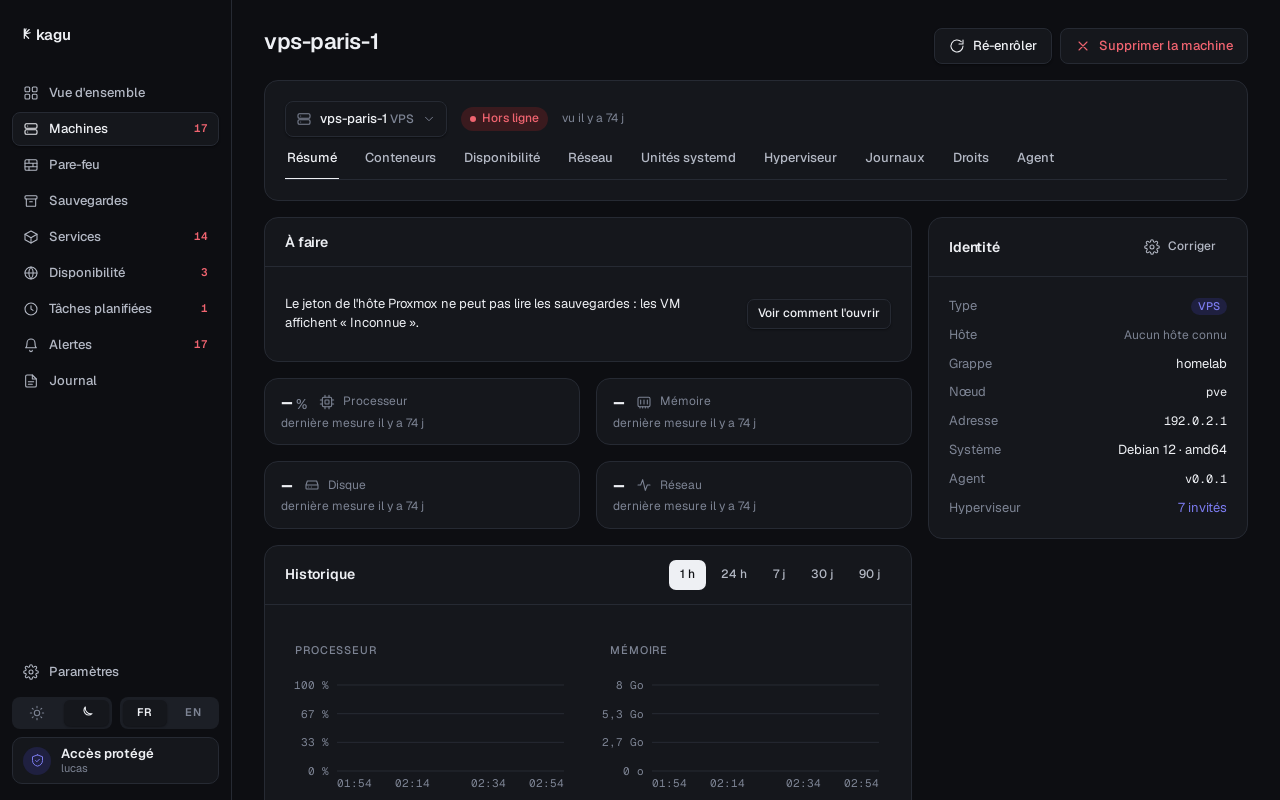 kagu
Vue d'ensemble
Machines 17
Pare-feu
Sauvegardes
Services 14
Disponibilité 3
Tâches planifiées 1
Alertes 17
Journal
Paramètres
FR EN
Accès protégé
lucas
vps-paris-1
Ré-enrôler
Supprimer la machine
vps-paris-1 VPS
Hors ligne
vu il y a 74 j
Résumé Conteneurs Disponibilité Réseau Unités systemd Hyperviseur Journaux Droits Agent
À faire
Le jeton de l'hôte Proxmox ne peut pas lire les sauvegardes : les VM
affichent « Inconnue ».
Voir comment l'ouvrir
– % Processeur
dernière mesure il y a 74 j
– Mémoire
dernière mesure il y a 74 j
– Disque
dernière mesure il y a 74 j
– Réseau
dernière mesure il y a 74 j
Historique
1 h 24 h 7 j 30 j 90 j
PROCESSEUR
100 %
67 %
33 %
0 %
01:54 02:14 02:34 02:54
MÉMOIRE
8 Go
5,3 Go
2,7 Go
0 o
01:54 02:14 02:34 02:54
Identité
Corriger
Type VPS
Hôte Aucun hôte connu
Grappe homelab
Nœud pve
Adresse 192.0.2.1
Système Debian 12 · amd64
Agent v0.0.1
Hyperviseur 7 invités